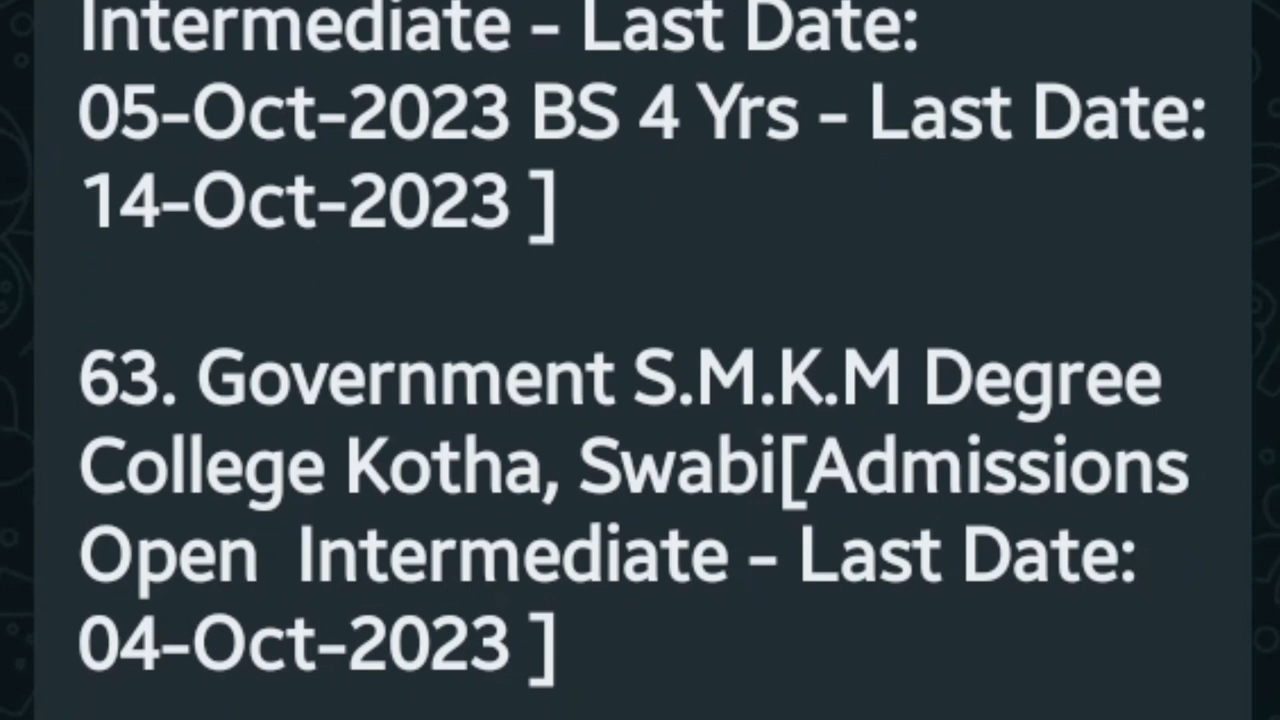 Intermediate - Last Date:
05-Oct-2023 BS 4 Yrs - Last Date:
14-Oct-2023 ]
63. Government S.M.K.M Degree
College Kotha, Swabi[Admissions
Open  Intermediate - Last Date:
04-Oct-2023 ]